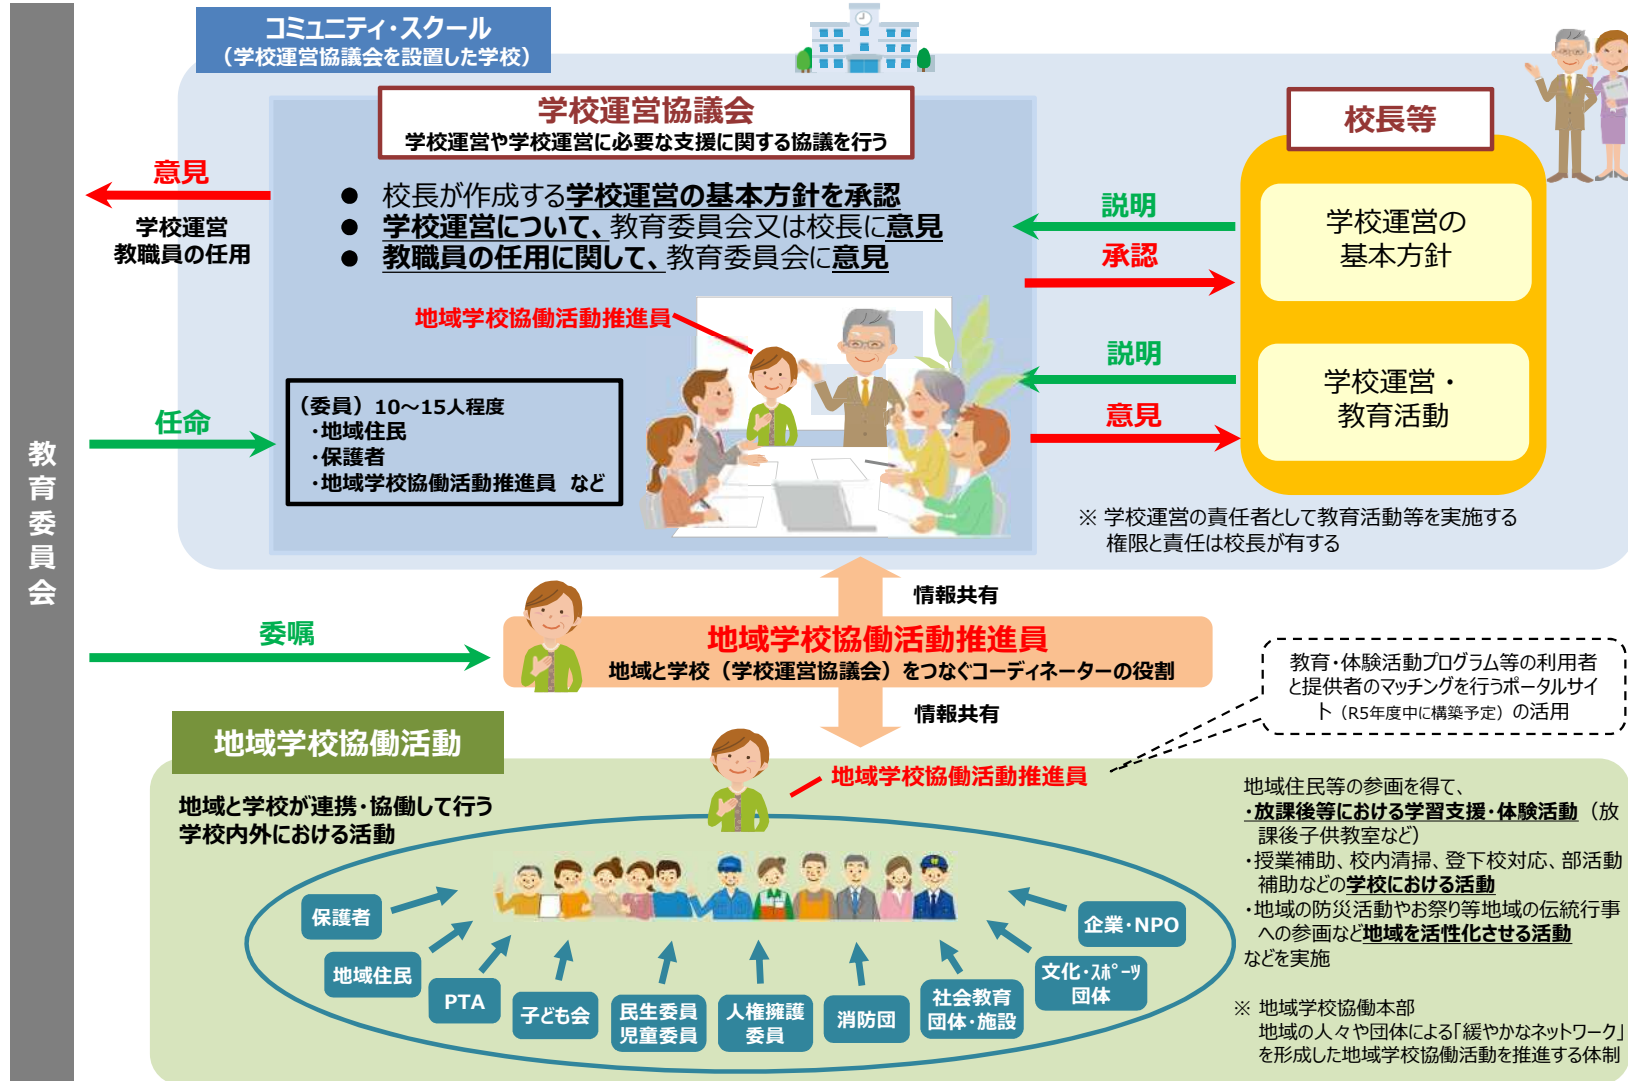 コミュニティ・スクール
（学校運営協議会を設置した学校）
学校運営協議会
学校運営や学校運営に必要な支援に関する協議を行う
校長等
意見
学校運営
教職員の任用
● 校長が作成する学校運営の基本方針を承認
● 学校運営について、教育委員会又は校長に意見
● 教職員の任用に関して、教育委員会に意見
説明
承認
学校運営の
基本方針
地域学校協働活動推進員
説明
意見
学校運営・
教育活動
任命
（委員）10～15人程度
・地域住民
・保護者
・地域学校協働活動推進員 など
教育委員会
※ 学校運営の責任者として教育活動等を実施する
権限と責任は校長が有する
情報共有
委嘱
地域学校協働活動推進員
地域と学校（学校運営協議会）をつなぐコーディネーターの役割
情報共有
教育・体験活動プログラム等の利用者
と提供者のマッチングを行うポータルサイ
ト（R5年度中に構築予定）の活用
地域学校協働活動
地域学校協働活動推進員
地域と学校が連携・協働して行う
学校内外における活動
保護者
地域住民
PTA
子ども会
民生委員
児童委員
人権擁護
委員
消防団
社会教育
団体・施設
文化・ｽﾎﾟｰﾂ
団体
企業・NPO
地域住民等の参画を得て、
・放課後等における学習支援・体験活動（放
課後子供教室など）
・授業補助、校内清掃、登下校対応、部活動
補助などの学校における活動
・地域の防災活動やお祭り等地域の伝統行事
への参画など地域を活性化させる活動
などを実施
※ 地域学校協働本部
地域の人々や団体による「緩やかなネットワーク」
を形成した地域学校協働活動を推進する体制